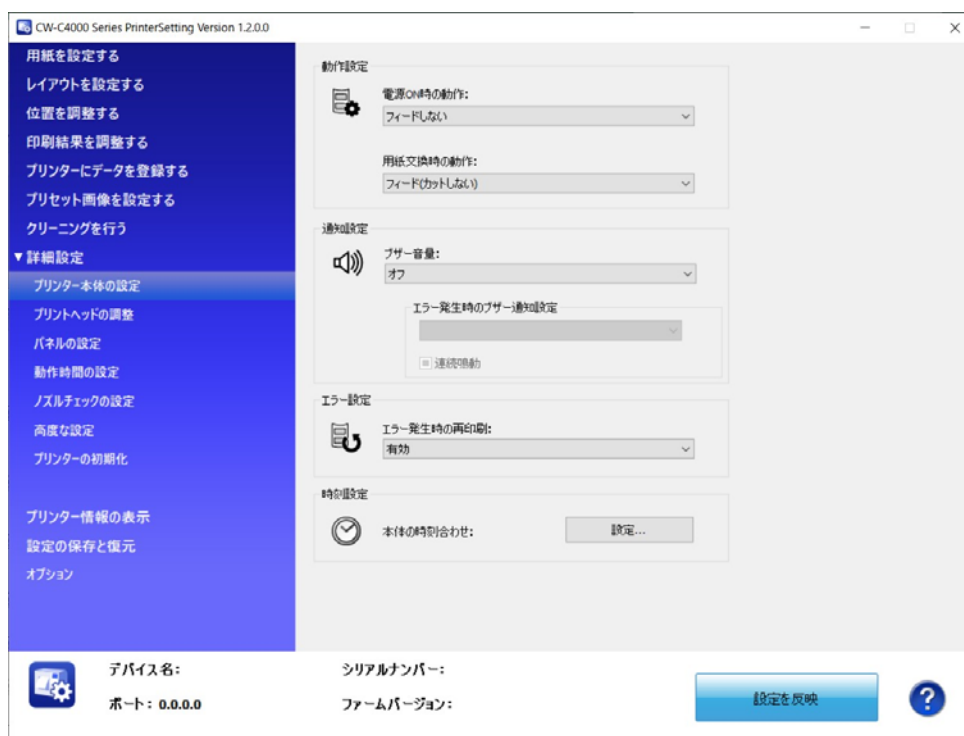 CW-C4000 Series PrinterSetting Version 1.2.0.0
用紙を設定する
レイアウトを設定する
位置を調整する
印刷結果を調整する
プリンターにデータを登録する
プリセット画像を設定する
クリーニングを行う
▼詳細設定
プリンター本体の設定
プリントヘッドの調整
パネルの設定
動作時間の設定
ノズルチェックの設定
高度な設定
プリンターの初期化
プリンター情報の表示
設定の保存と復元
オプション
動作設定
電源ON時の動作:
フィードしない
用紙交換時の動作:
フィード(カットしない)
通知設定
ブザー音量:
オフ
エラー発生時のブザー通知設定
連続鳴動
エラー設定
エラー発生時の再印刷:
有効
時刻設定
本体の時刻合わせ:
設定...
デバイス名:
シリアルナンバー:
ポート: 0.0.0.0
ファームバージョン:
設定を反映
?